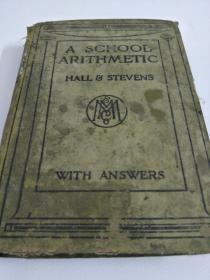 A SCHOOL
ARITHMETIC
HALL & STEVENS
WITH ANSWERS